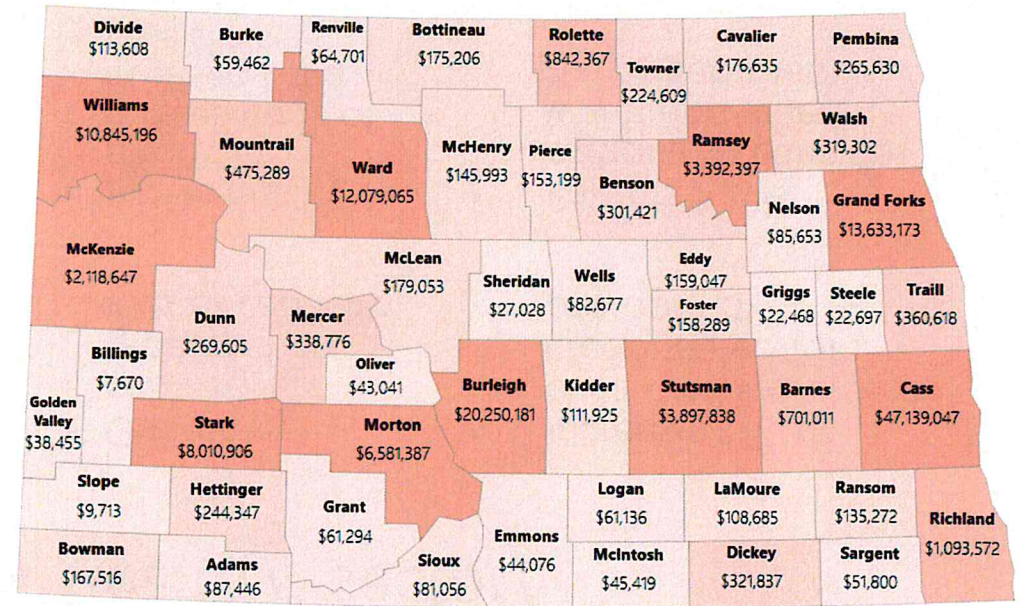 Divide
$113,608
Burke
$59,462
Renville
$64,701
Bottineau
$175,206
Rolette
$842,367
Towner
$224,609
Cavalier
$176,635
Pembina
$265,630
Williams
$10,845,196
Mountrail
$475,289
Ward
$12,079,065
McHenry
$145,993
Pierce
$153,199
Benson
$301,421
Ramsey
$3,392,397
Walsh
$319,302
Nelson
$85,653
Grand Forks
$13,633,173
McKenzie
$2,118,647
Dunn
$269,605
Mercer
$338,776
McLean
$179,053
Sheridan
$27,028
Wells
$82,677
Eddy
$159,047
Foster
$158,289
Griggs
$22,468
Steele
$22,697
Traill
$360,618
Billings
$7,670
Golden
Valley
$38,455
Stark
$8,010,906
Oliver
$43,041
Morton
$6,581,387
Burleigh
$20,250,181
Kidder
$111,925
Stutsman
$3,897,838
Barnes
$701,011
Cass
$47,139,047
Slope
$9,713
Hettinger
$244,347
Grant
$61,294
Emmons
$44,076
Logan
$61,136
LaMoure
$108,685
Ransom
$135,272
Richland
$1,093,572
Bowman
$167,516
Adams
$87,446
Sioux
$81,056
McIntosh
$45,419
Dickey
$321,837
Sargent
$51,800